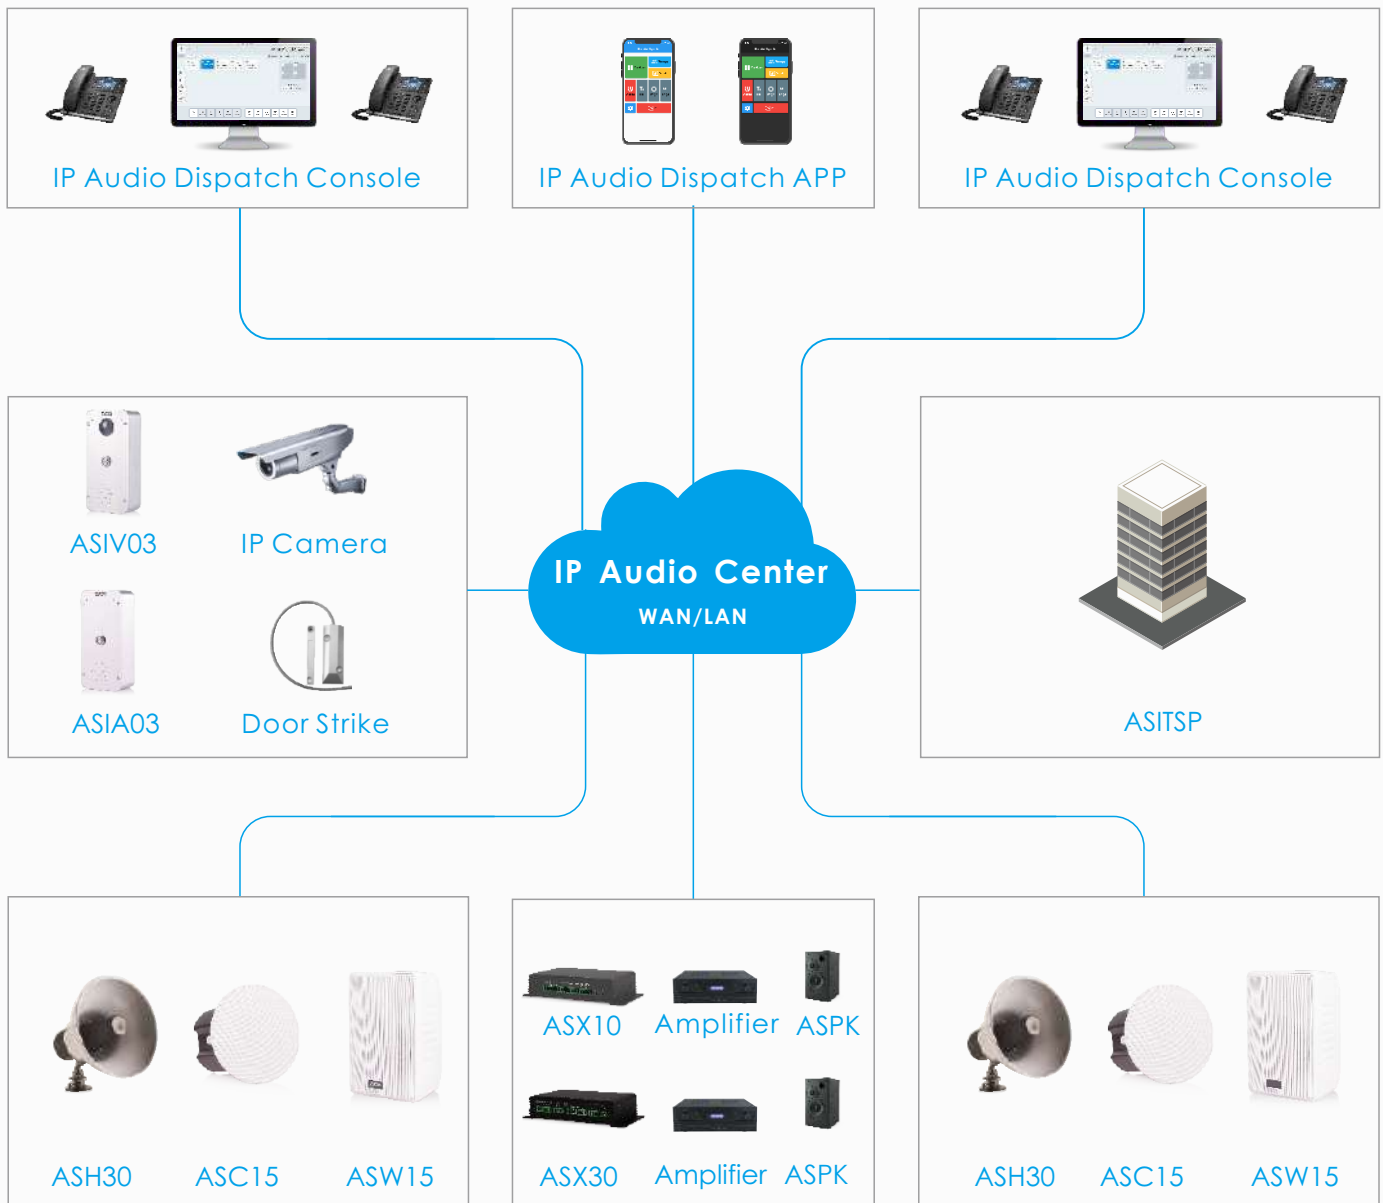 IP Audio Dispatch Console
IP Audio Dispatch APP
IP Audio Dispatch Console
ASIV03
IP Camera
ASIA03
Door Strike
IP Audio Center
WAN/LAN
ASITSP
ASH30
ASC15
ASW15
ASX10
Amplifier
ASPK
ASX30
Amplifier
ASPK
ASH30
ASC15
ASW15